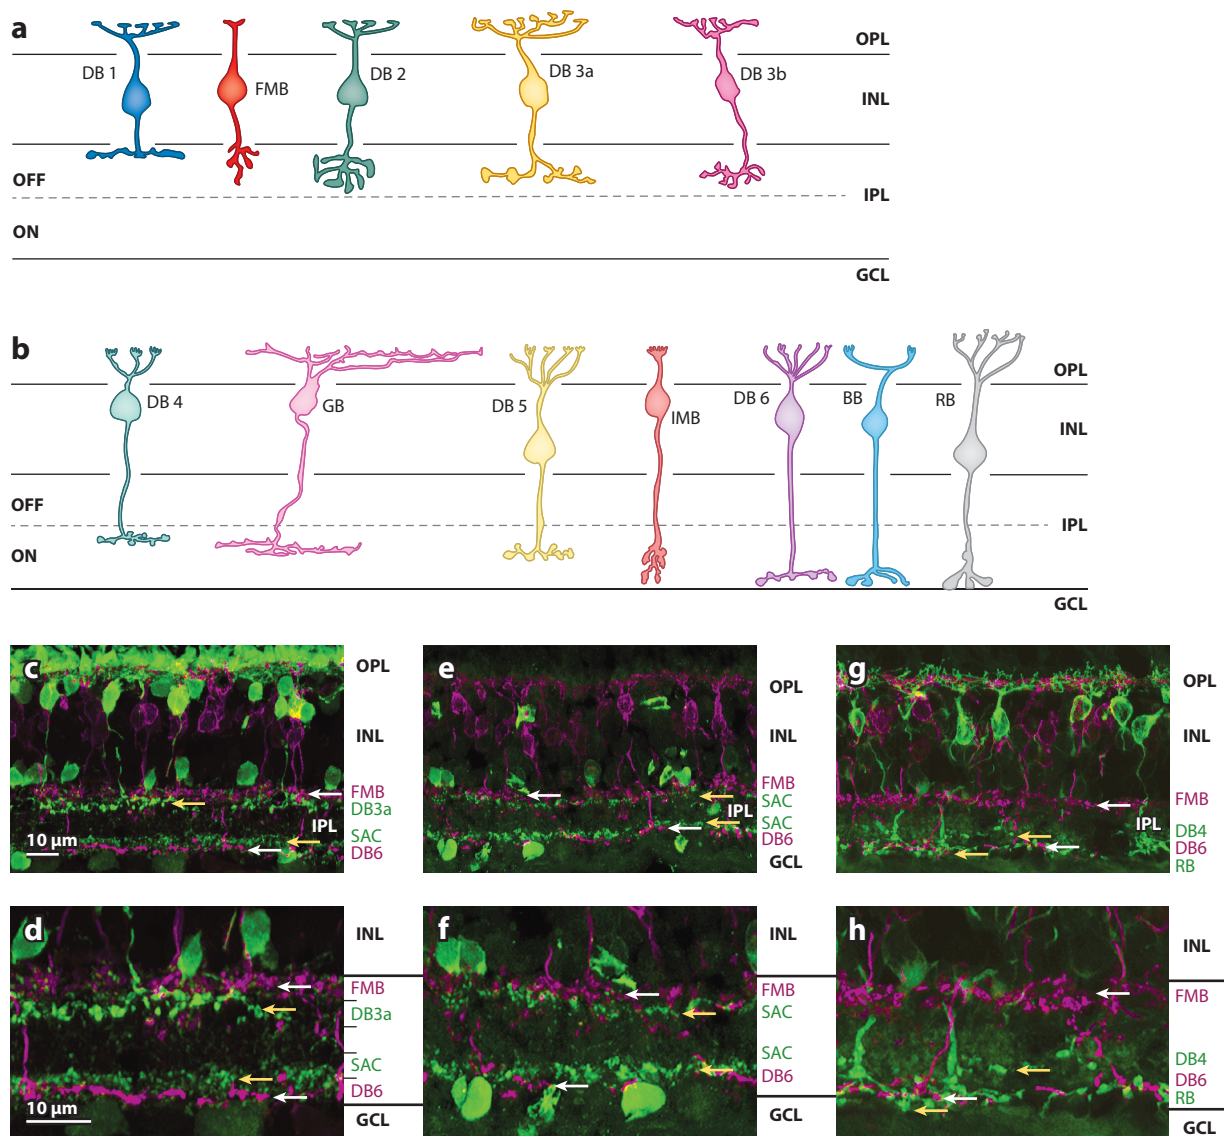 a
OPL
DB 1
FMB
DB 2
DB 3a
DB 3b
INL
OFF
IPL
ON
GCL
b
OPL
DB 4
GB
DB 5
IMB
DB 6
BB
RB
INL
OFF
IPL
ON
GCL
c
OPL
INL
FMB
DB3a
IPL
SAC
DB6
10 µm
e
OPL
INL
FMB
SAC
IPL
SAC
DB6
GCL
g
OPL
INL
FMB
DB4
IPL
DB6
RB
d
INL
FMB
DB3a
SAC
DB6
10 µm
GCL
f
INL
FMB
SAC
SAC
DB6
GCL
h
INL
FMB
DB4
DB6
RB
GCL